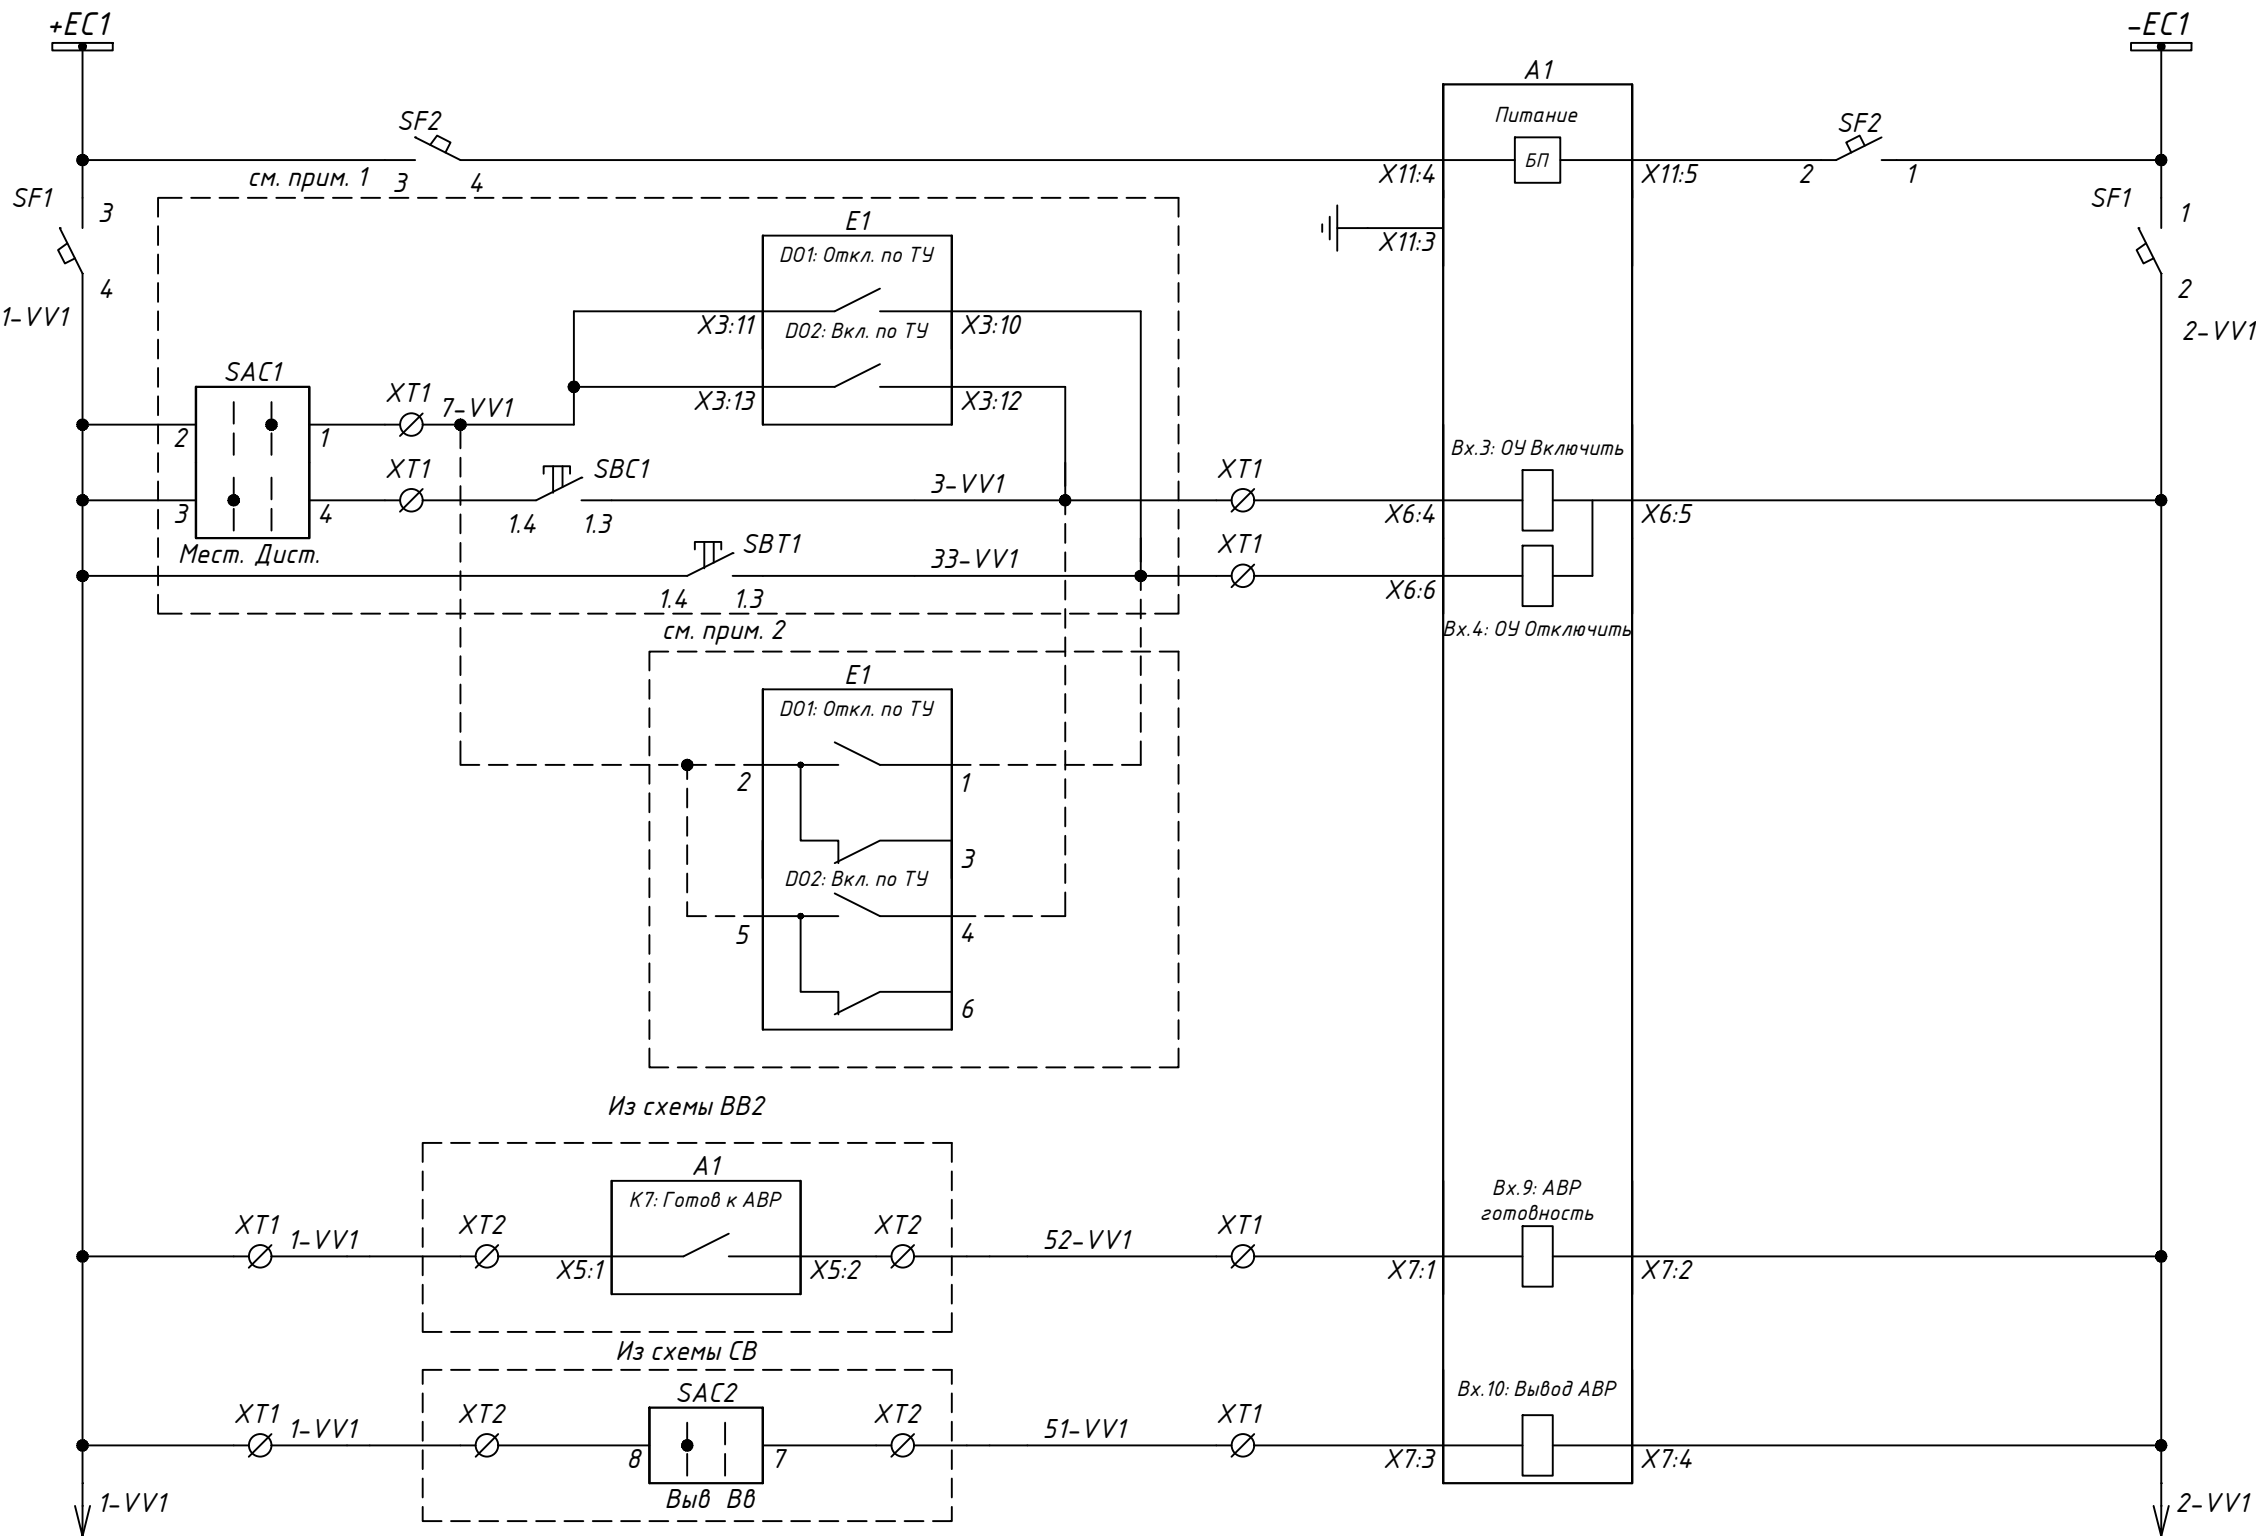 +EC1
-EC1
A1
Питание
SF2
БП
SF2
см. прим. 1
3
4
X11:4
X11:5
2
1
SF1
3
4
1-VV1
SF1
1
2
2-VV1
X11:3
E1
DO1: Откл. по ТУ
X3:11
X3:10
DO2: Вкл. по ТУ
X3:13
X3:12
SAC1
XT1
7-VV1
2
1
XT1
SBC1
3-VV1
XT1
Вх.3: ОУ Включить
3
4
1.4
1.3
X6:4
X6:5
Мест.
Дист.
SBT1
33-VV1
XT1
1.4
1.3
X6:6
Вх.4: ОУ Отключить
см. прим. 2
E1
DO1: Откл. по ТУ
2
1
3
DO2: Вкл. по ТУ
5
4
6
Из схемы ВВ2
A1
К7: Готов к АВР
Вх.9: АВР
готовность
XT1
1-VV1
XT2
XT2
52-VV1
XT1
X5:1
X5:2
X7:1
X7:2
Из схемы СВ
SAC2
Вх.10: Вывод АВР
XT1
1-VV1
XT2
XT2
51-VV1
XT1
8
7
X7:3
X7:4
Выв
Вв
1-VV1
2-VV1